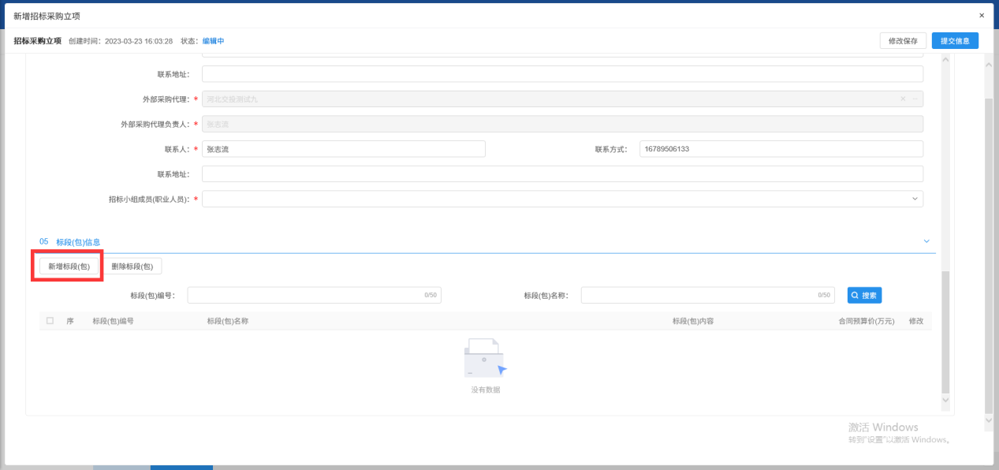 新增招标采购立项 ×
招标采购立项 创建时间：2023-03-23 16:03:28 状态：编辑中 修改保存 提交信息
联系地址：
外部采购代理：* 河北交投测试九
外部采购代理负责人：* 张志流
联系人：* 张志流 联系方式： 16789506133
联系地址：
招标小组成员(职业人员)：*
05 标段(包)信息
新增标段(包) 删除标段(包)
标段(包)编号： 0/50 标段(包)名称： 0/50 搜索
序 标段(包)编号 标段(包)名称 标段(包)内容 合同预算价(万元) 修改
没有数据
激活 Windows
转到"设置"以激活 Windows。